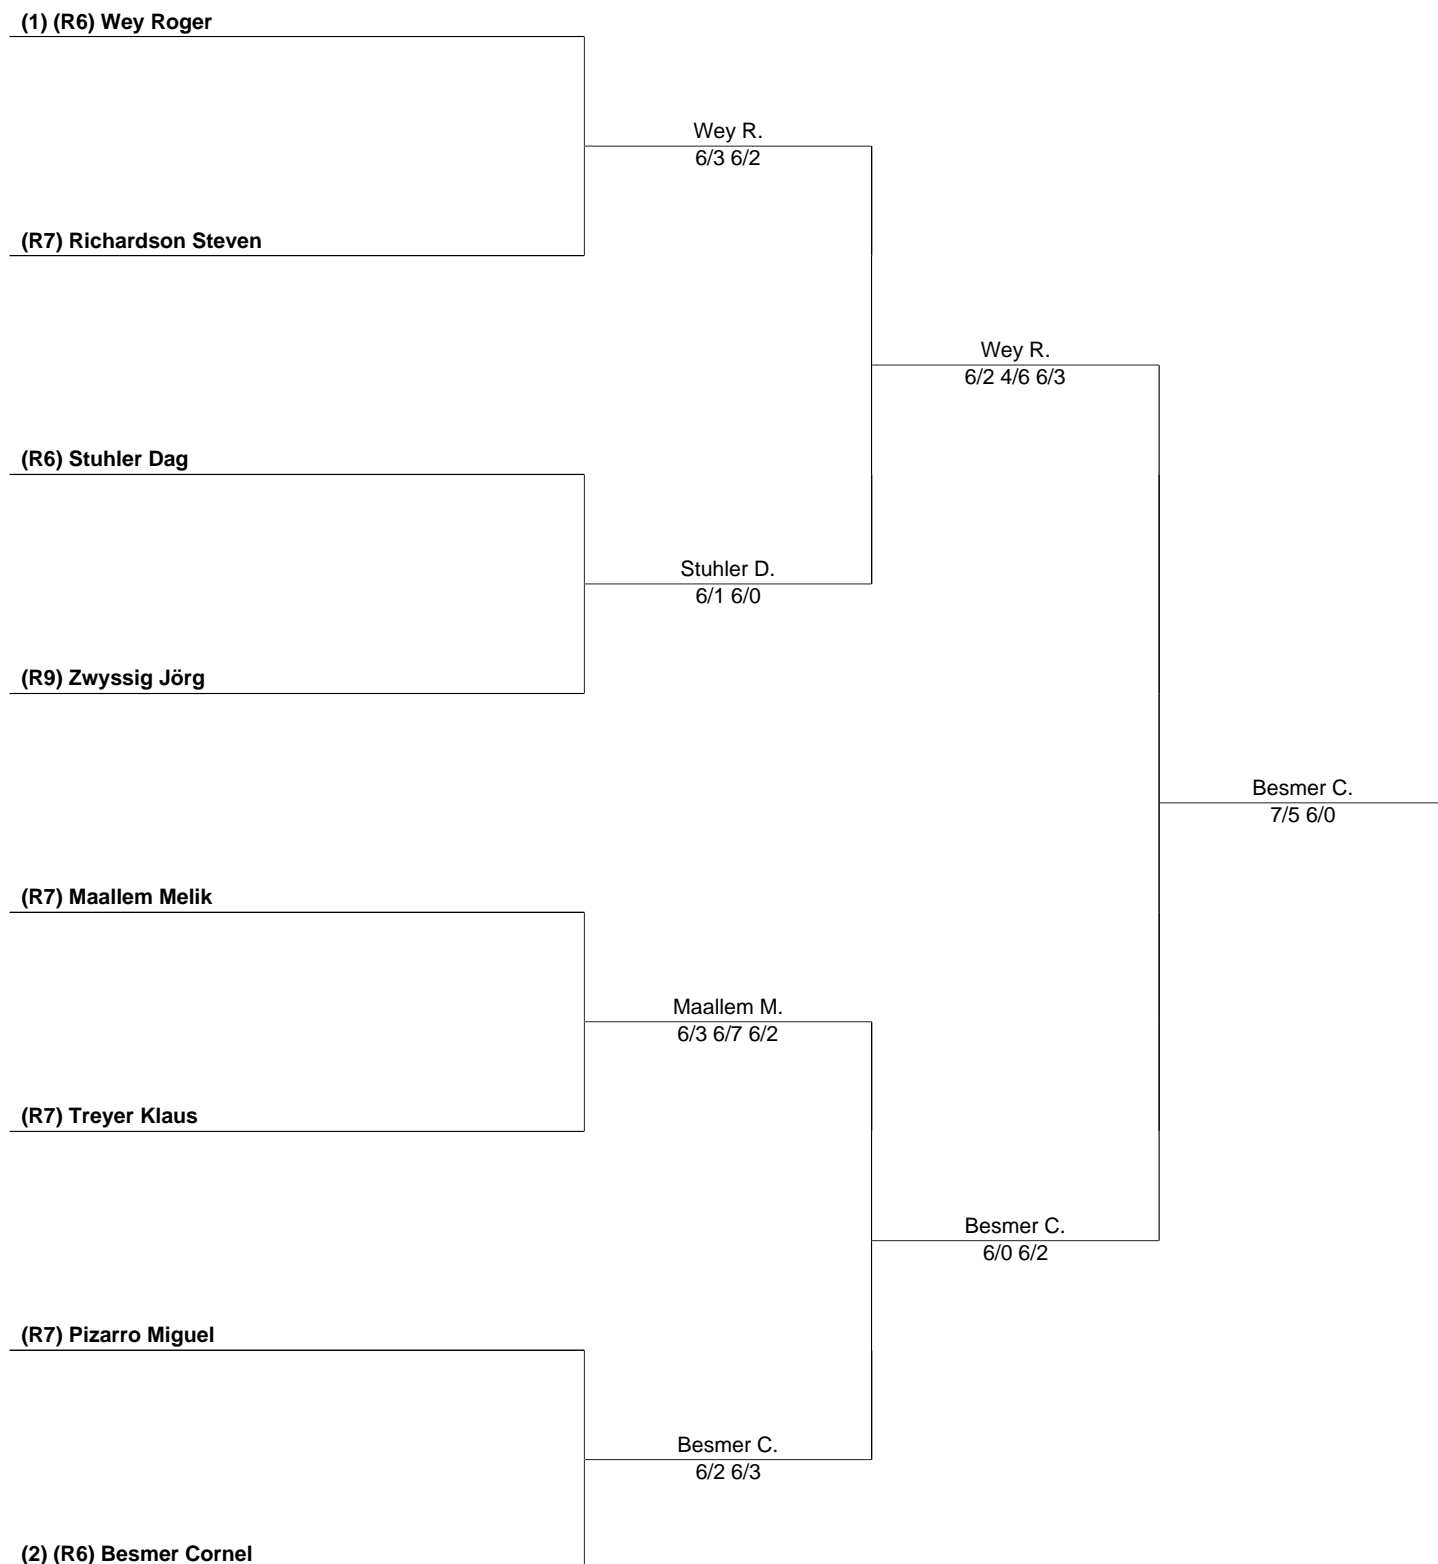 (1) (R6) Wey Roger
Wey R.
6/3 6/2
(R7) Richardson Steven
Wey R.
6/2 4/6 6/3
(R6) Stuhler Dag
Stuhler D.
6/1 6/0
(R9) Zwyssig Jörg
Besmer C.
7/5 6/0
(R7) Maallem Melik
Maallem M.
6/3 6/7 6/2
(R7) Treyer Klaus
Besmer C.
6/0 6/2
(R7) Pizarro Miguel
Besmer C.
6/2 6/3
(2) (R6) Besmer Cornel